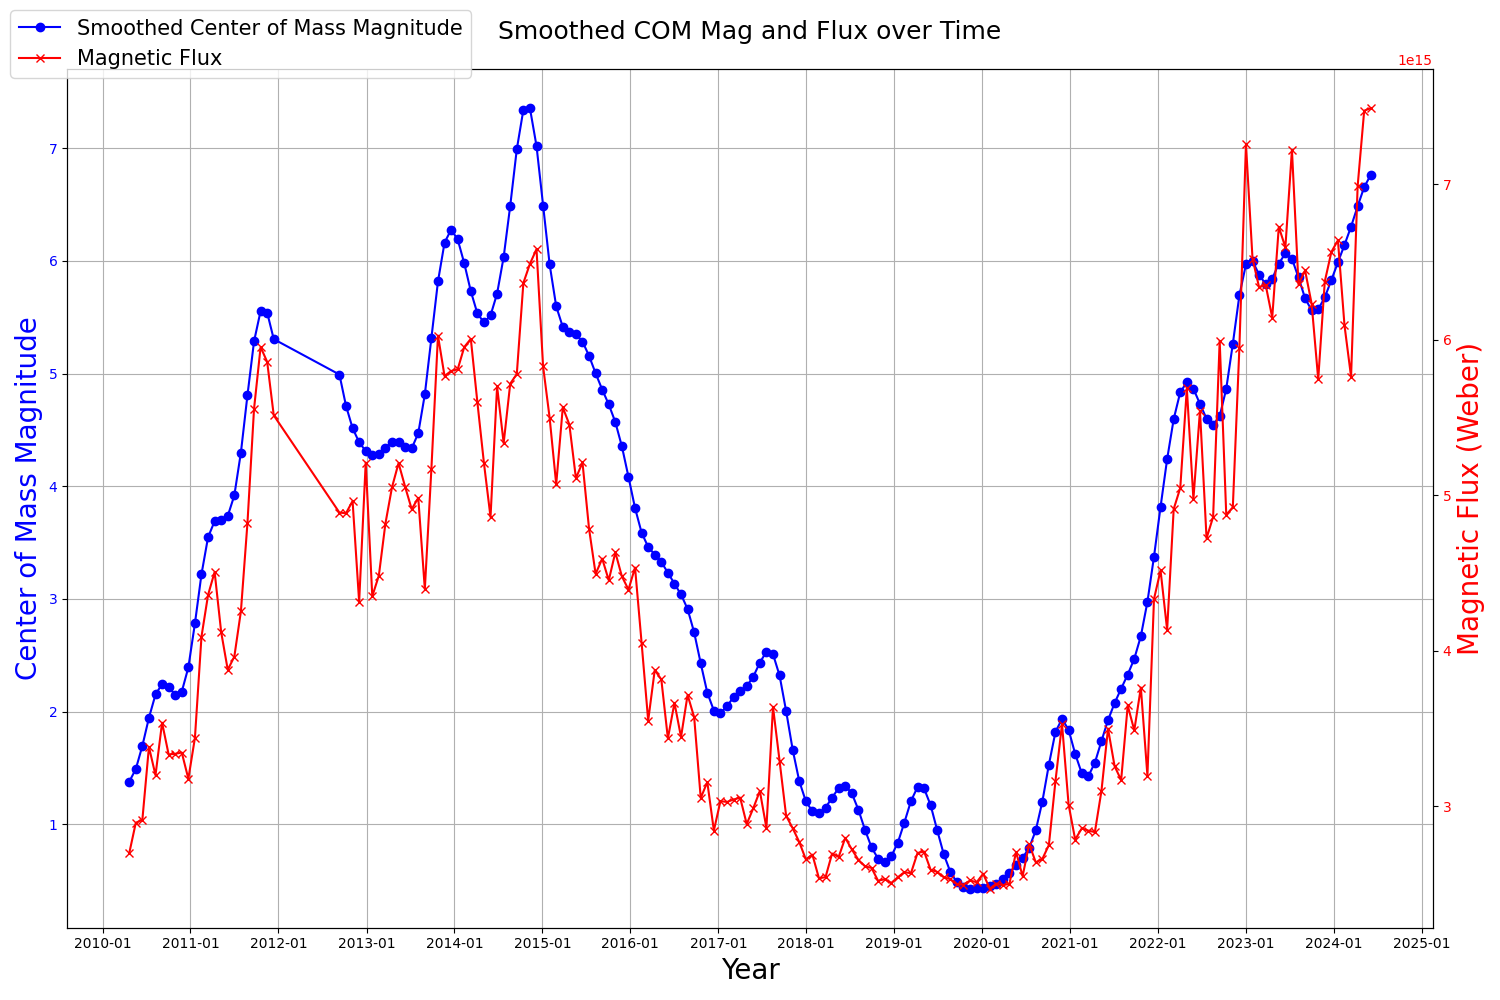 Smoothed COM Mag and Flux over Time
Smoothed Center of Mass Magnitude
Magnetic Flux
1e15
Center of Mass Magnitude
7
6
5
4
3
2
1
Magnetic Flux (Weber)
7
6
5
4
3
2010-01 2011-01 2012-01 2013-01 2014-01 2015-01 2016-01 2017-01 2018-01 2019-01 2020-01 2021-01 2022-01 2023-01 2024-01 2025-01
Year